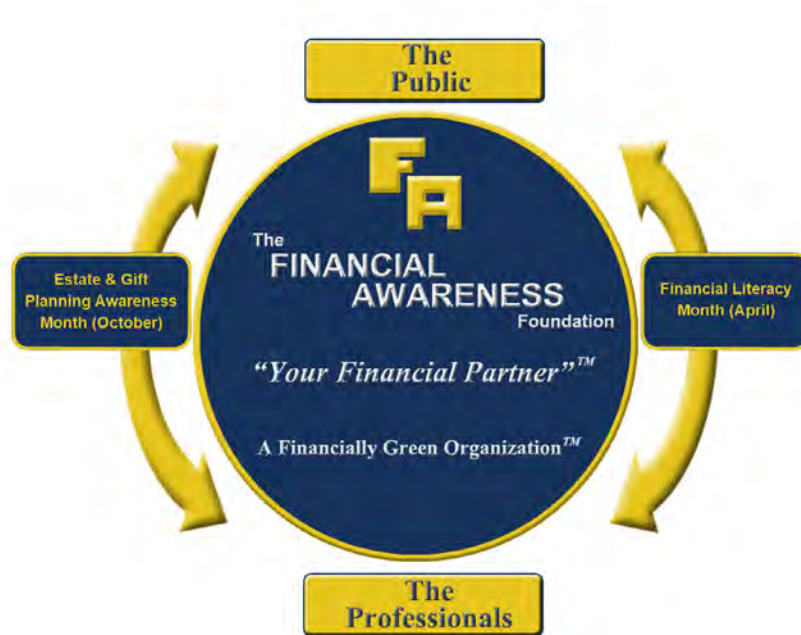 The
Public
FA
The
FINANCIAL
AWARENESS
Foundation
Estate & Gift
Planning Awareness
Month (October)
Financial Literacy
Month (April)
“Your Financial Partner”™
A Financially Green Organization™
The
Professionals